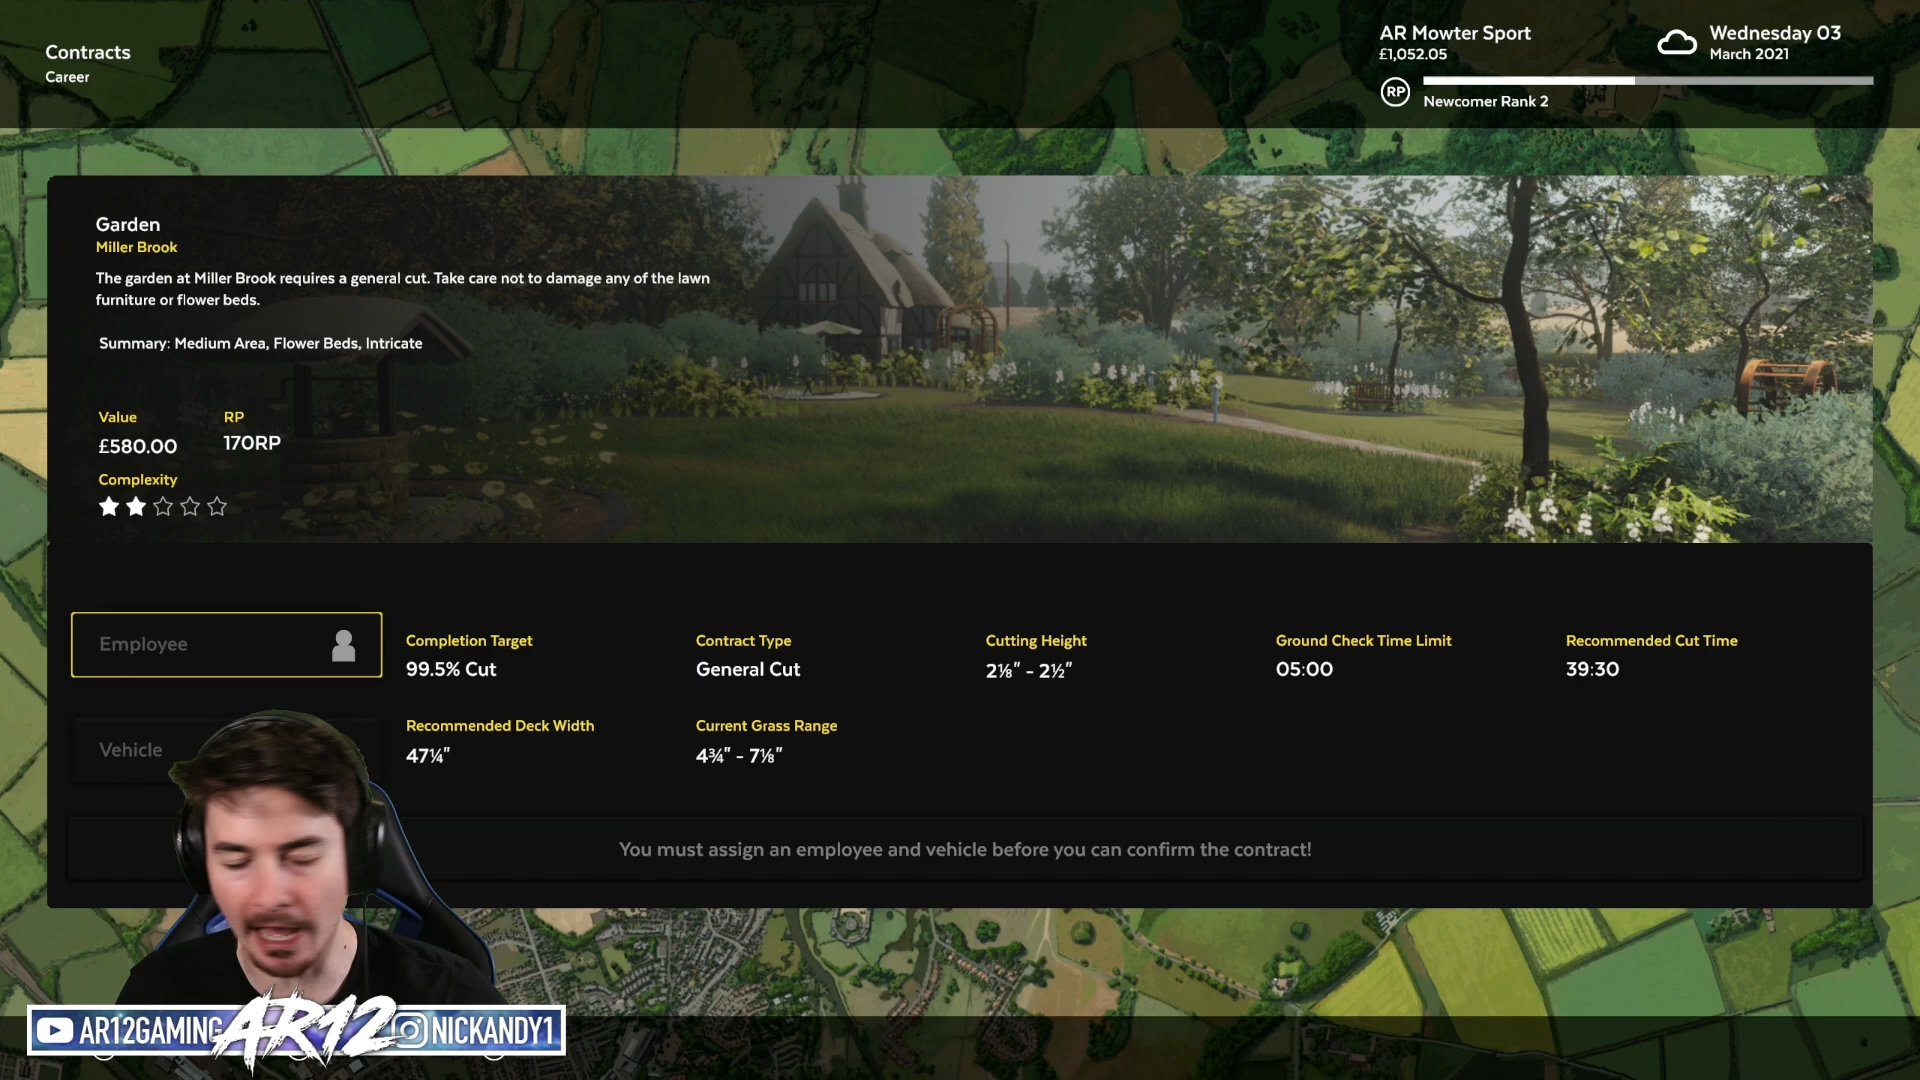 Contracts
Career
AR Mowter Sport
£1,052.05
RP
Newcomer Rank 2
Wednesday 03
March 2021
Garden
Miller Brook
The garden at Miller Brook requires a general cut. Take care not to damage any of the lawn
furniture or flower beds.
Summary: Medium Area, Flower Beds, Intricate
Value
£580.00
RP
170RP
Complexity
Employee
Completion Target
99.5% Cut
Contract Type
General Cut
Cutting Height
2⅛" - 2½"
Ground Check Time Limit
05:00
Recommended Cut Time
39:30
Vehicle
Recommended Deck Width
47¼"
Current Grass Range
4¾" - 7⅛"
You must assign an employee and vehicle before you can confirm the contract!
AR12GAMING AR12 NICKANDY1